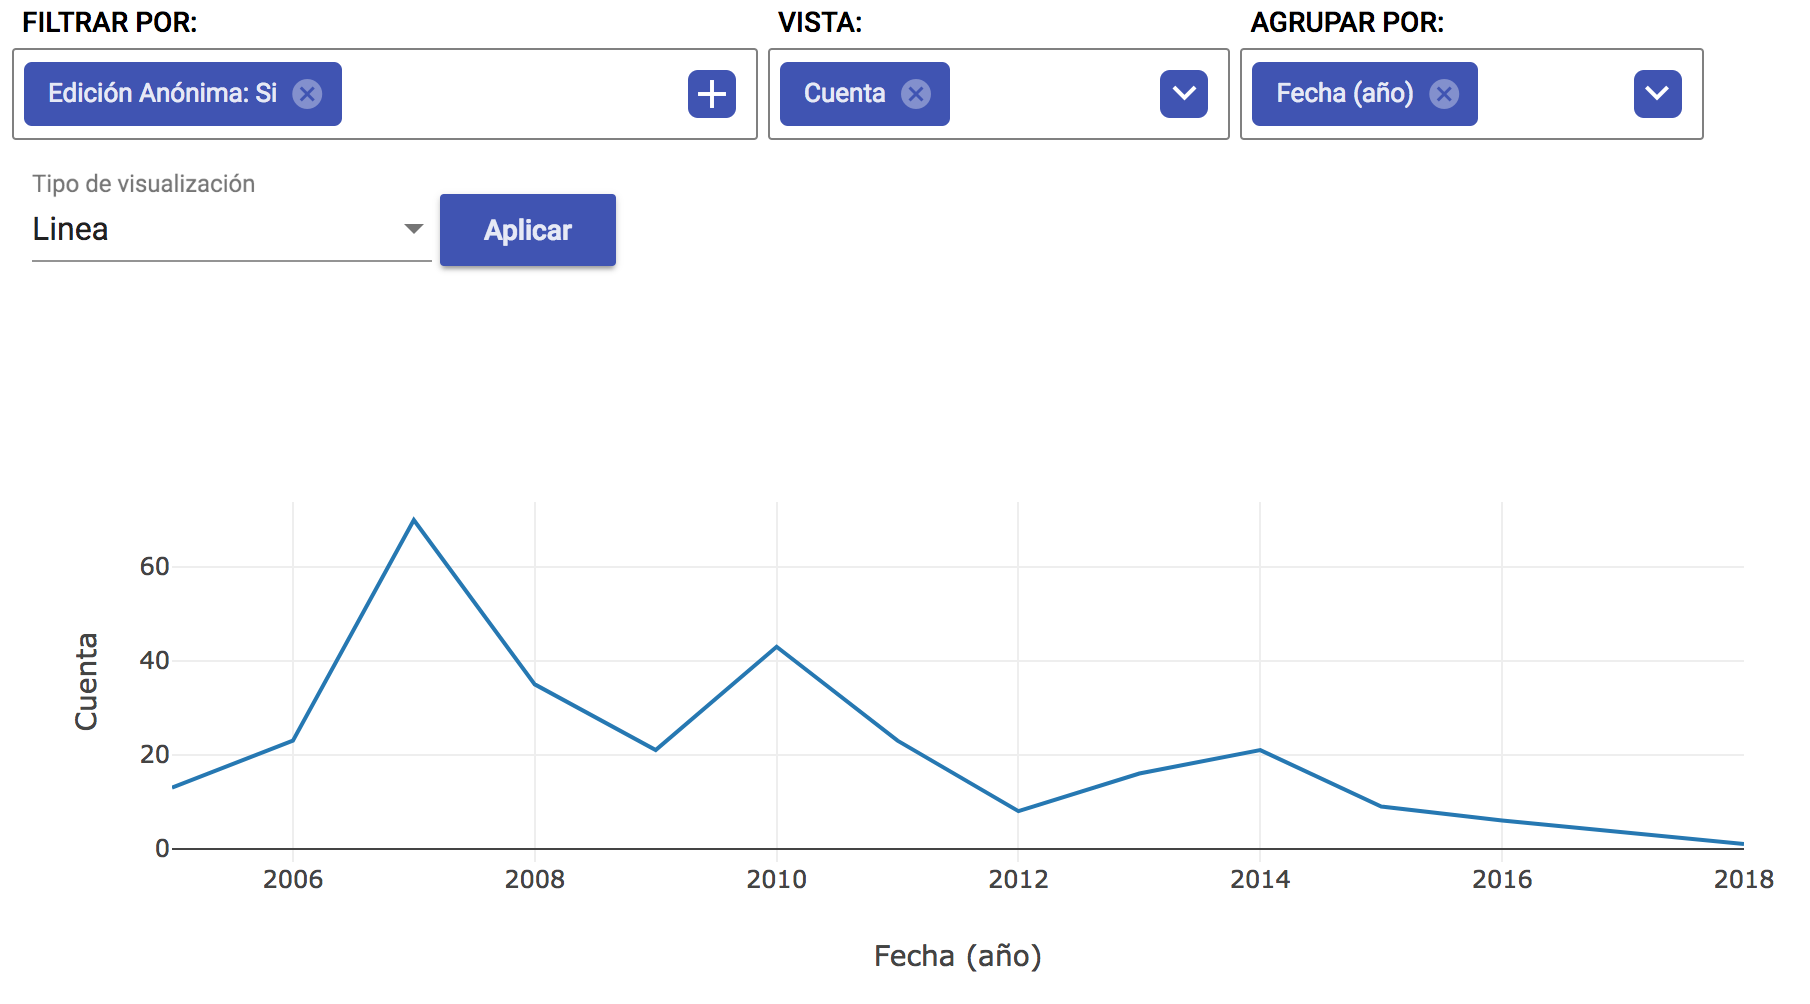 FILTRAR POR:
VISTA:
AGRUPAR POR:
Edición Anónima: Si
Cuenta
Fecha (año)
Tipo de visualización
Linea
Aplicar
60
40
20
0
Cuenta
2006
2008
2010
2012
2014
2016
2018
Fecha (año)